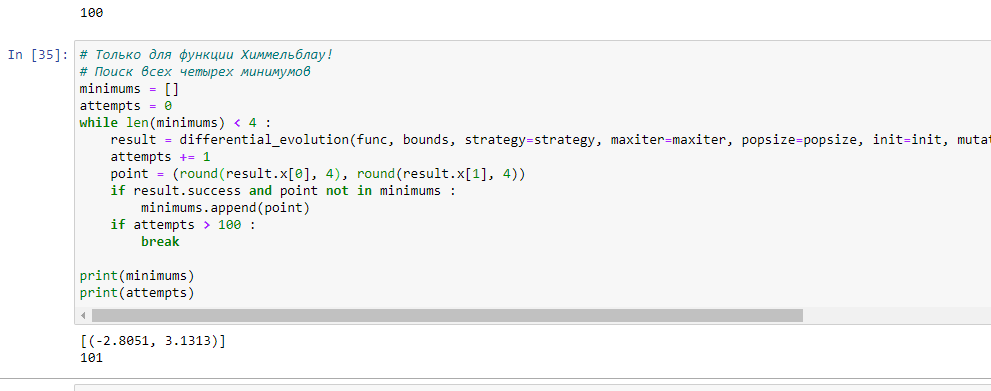 100
In [35]: # Только для функции Химмельблау!
# Поиск всех четырех минимумов
minimums = []
attempts = 0
while len(minimums) < 4 :
    result = differential_evolution(func, bounds, strategy=strategy, maxiter=maxiter, popsize=popsize, init=init, mutat
    attempts += 1
    point = (round(result.x[0], 4), round(result.x[1], 4))
    if result.success and point not in minimums :
        minimums.append(point)
    if attempts > 100 :
        break
print(minimums)
print(attempts)
[(-2.8051, 3.1313)]
101